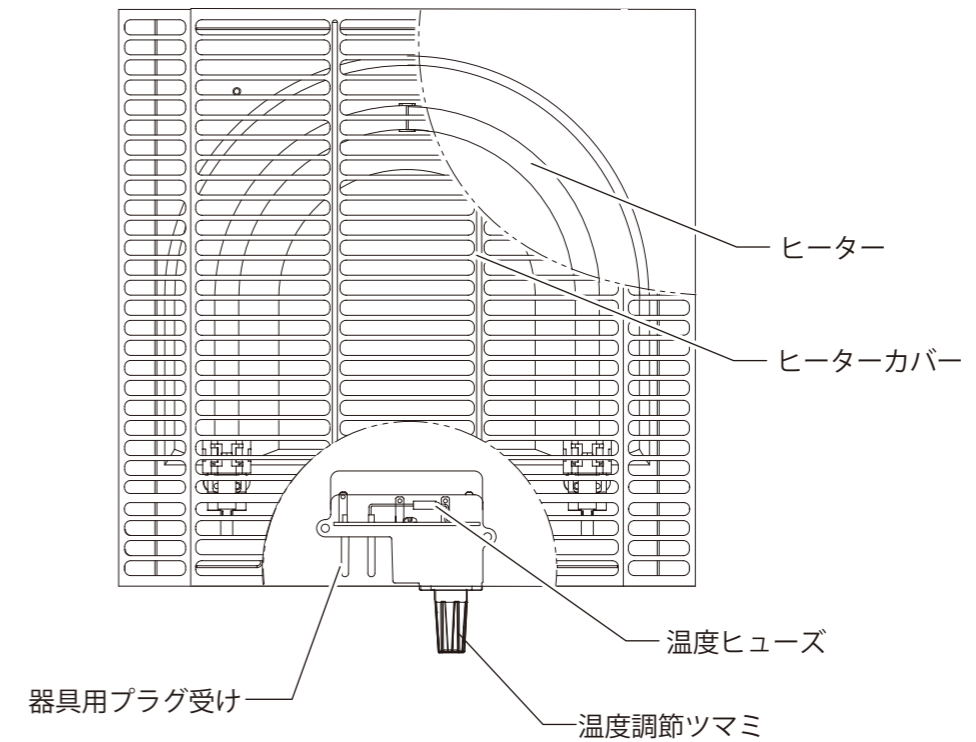 ヒーター
ヒーターカバー
温度ヒューズ
器具用プラグ受け
温度調節ツマミ